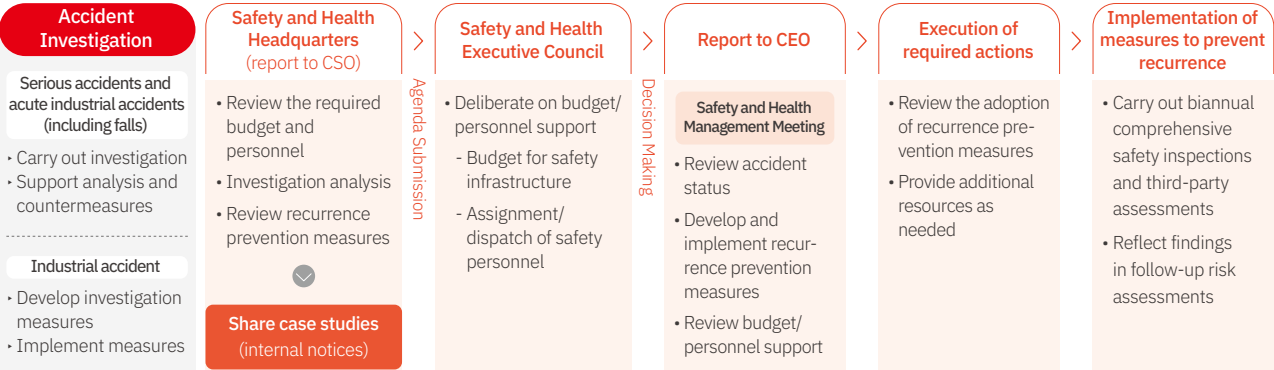 Accident
Investigation
Serious accidents and
acute industrial accidents
(including falls)
‣ Carry out investigation
‣ Support analysis and
countermeasures
Industrial accident
‣ Develop investigation
measures
‣ Implement measures
Safety and Health
Headquarters
(report to CSO)
• Review the required
budget and
personnel
• Investigation analysis
• Review recurrence
prevention measures
Share case studies
(internal notices)
Agenda Submission
Safety and Health
Executive Council
• Deliberate on budget/
personnel support
- Budget for safety
infrastructure
- Assignment/
dispatch of safety
personnel
Decision Making
Report to CEO
Safety and Health
Management Meeting
• Review accident
status
• Develop and
implement recur-
rence prevention
measures
• Review budget/
personnel support
Execution of
required actions
• Review the adoption
of recurrence pre-
vention measures
• Provide additional
resources as
needed
Implementation of
measures to prevent
recurrence
• Carry out biannual
comprehensive
safety inspections
and third-party
assessments
• Reflect findings
in follow-up risk
assessments